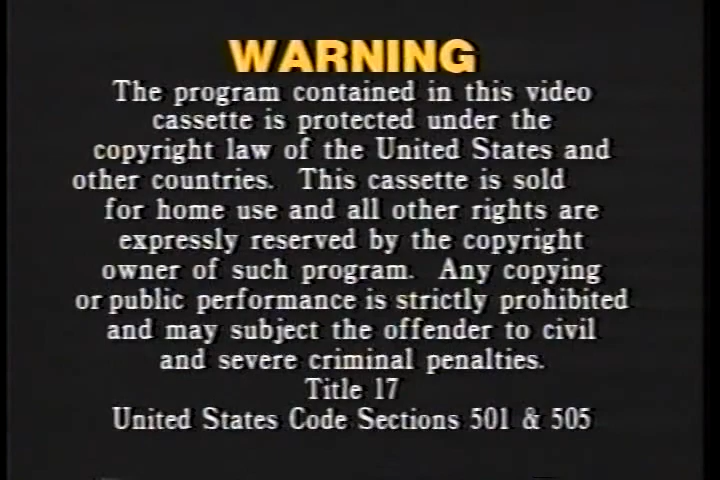 WARNING
The program contained in this video
cassette is protected under the
copyright law of the United States and
other countries. This cassette is sold
for home use and all other rights are
expressly reserved by the copyright
owner of such program. Any copying
or public performance is strictly prohibited
and may subject the offender to civil
and severe criminal penalties.
Title 17
United States Code Sections 501 & 505